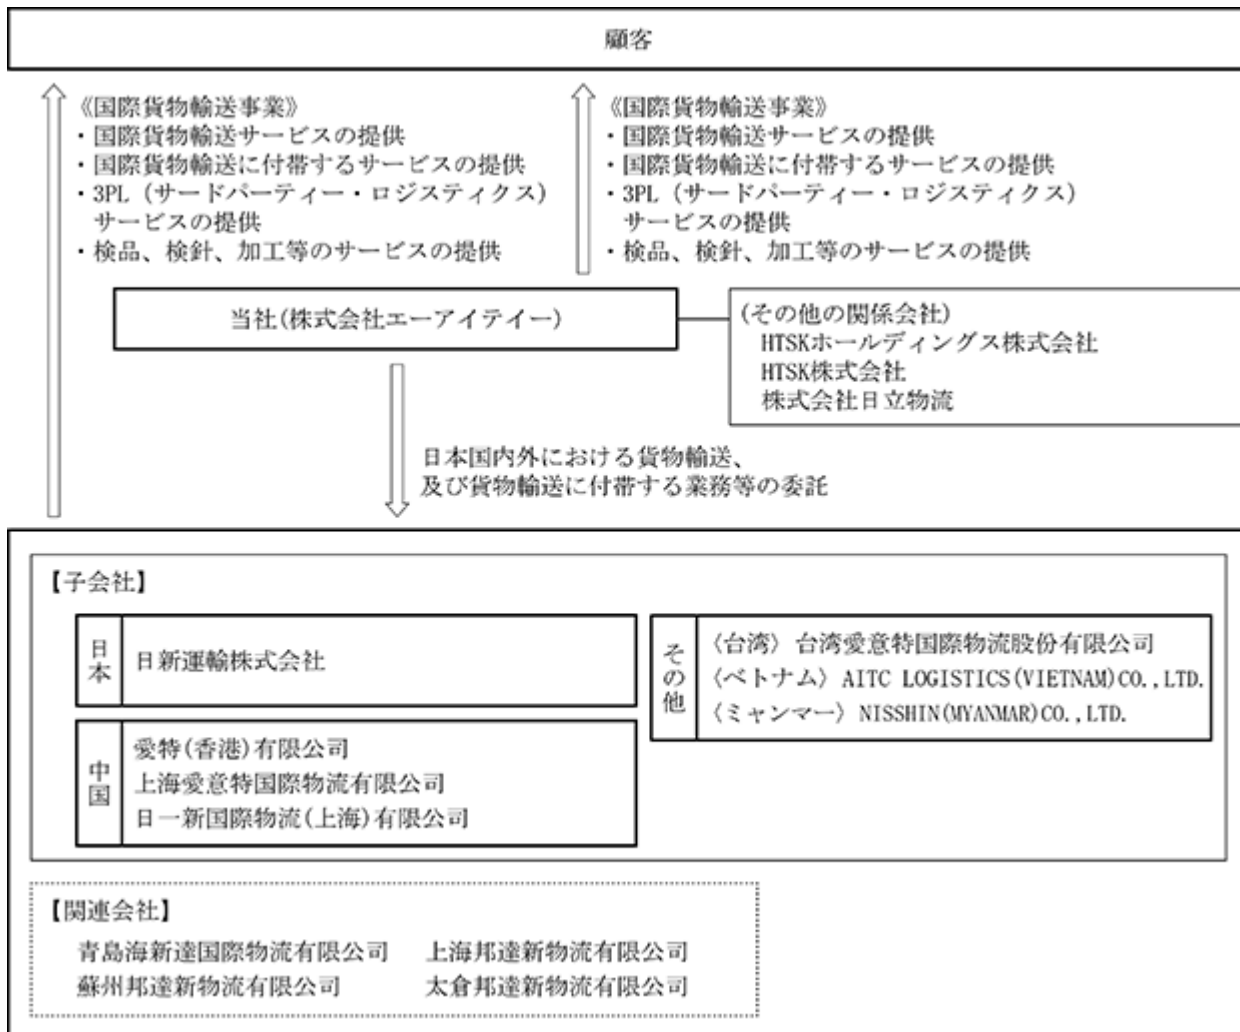 顧客
《国際貨物輸送事業》
・国際貨物輸送サービスの提供
・国際貨物輸送に付帯するサービスの提供
・3PL（サードパーティー・ロジスティクス）
サービスの提供
・検品、検針、加工等のサービスの提供
《国際貨物輸送事業》
・国際貨物輸送サービスの提供
・国際貨物輸送に付帯するサービスの提供
・3PL（サードパーティー・ロジスティクス）
サービスの提供
・検品、検針、加工等のサービスの提供
当社(株式会社エーアイテイー)
(その他の関係会社)
HTSKホールディングス株式会社
HTSK株式会社
株式会社日立物流
日本国内外における貨物輸送、
及び貨物輸送に付帯する業務等の委託
【子会社】
日本
日新運輸株式会社
中国
愛特(香港)有限公司
上海愛意特国際物流有限公司
日一新国際物流(上海)有限公司
その他
〈台湾〉台湾愛意特国際物流股份有限公司
〈ベトナム〉AITC LOGISTICS(VIETNAM)CO.,LTD.
〈ミャンマー〉NISSHIN(MYANMAR)CO.,LTD.
【関連会社】
青島海新達国際物流有限公司 上海邦達新物流有限公司
蘇州邦達新物流有限公司 太倉邦達新物流有限公司